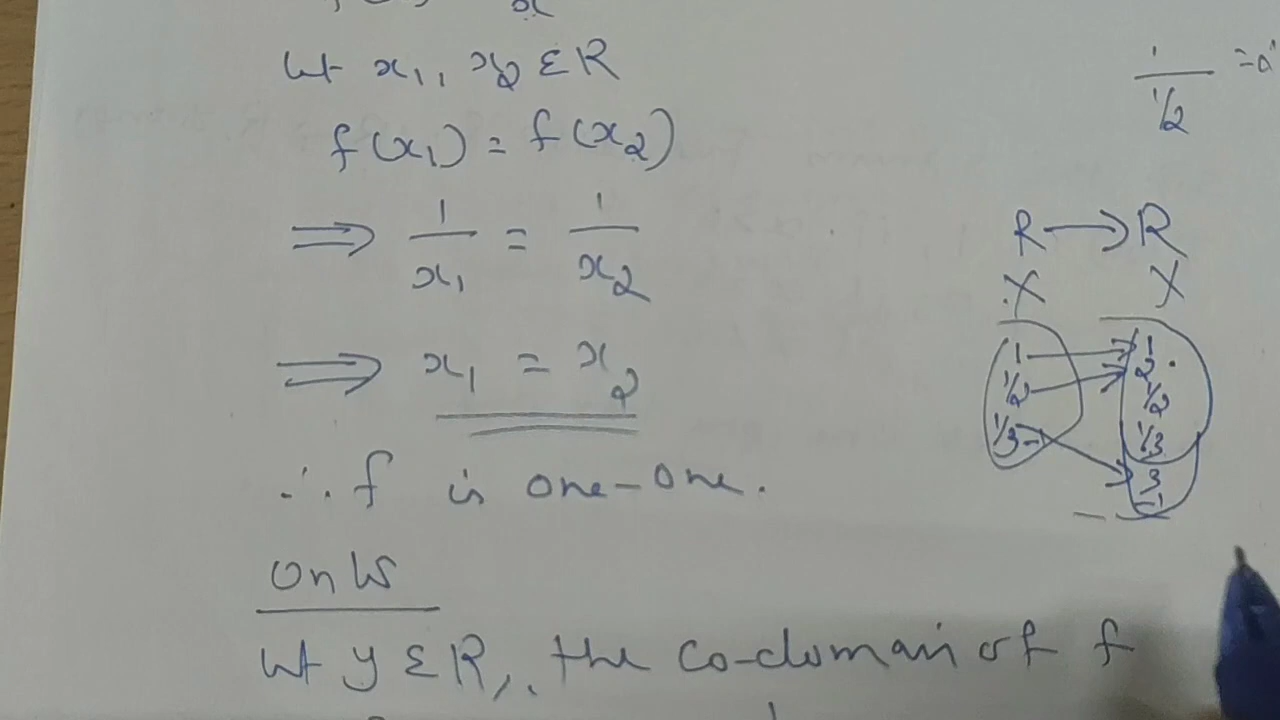 Let x₁, x₂ ∈ R
f(x₁) = f(x₂)
⟹ 1/x₁ = 1/x₂
⟹ x₁ = x₂
∴ f is one-one.
Onto
Let y ∈ R, the co-domain of f
1/(1/2) =
R → R
X X
1 1
1/2 2
1/3 1/2
1/3
3